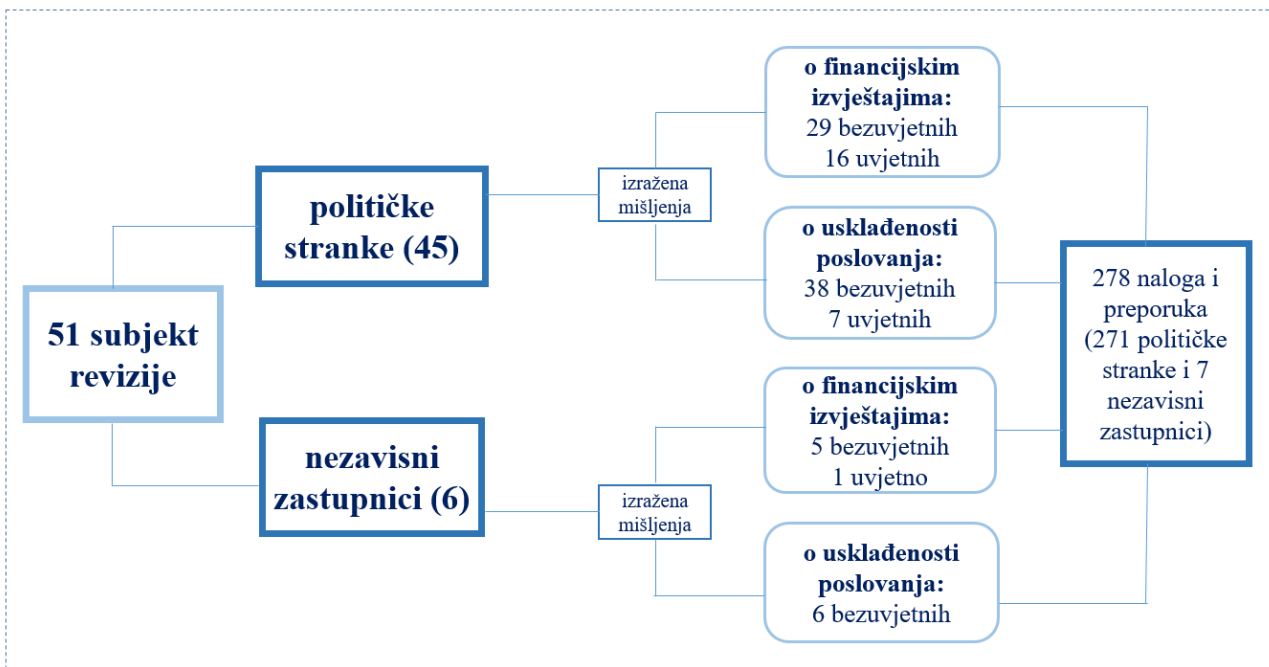 51 subjekt
revizije
političke
stranke (45)
izražena
mišljenja
o financijskim
izvještajima:
29 bezuvjetnih
16 uvjetnih
o usklađenosti
poslovanja:
38 bezuvjetnih
7 uvjetnih
nezavisni
zastupnici (6)
izražena
mišljenja
o financijskim
izvještajima:
5 bezuvjetnih
1 uvjetno
o usklađenosti
poslovanja:
6 bezuvjetnih
278 naloga i
preporuka
(271 političke
stranke i 7
nezavisni
zastupnici)